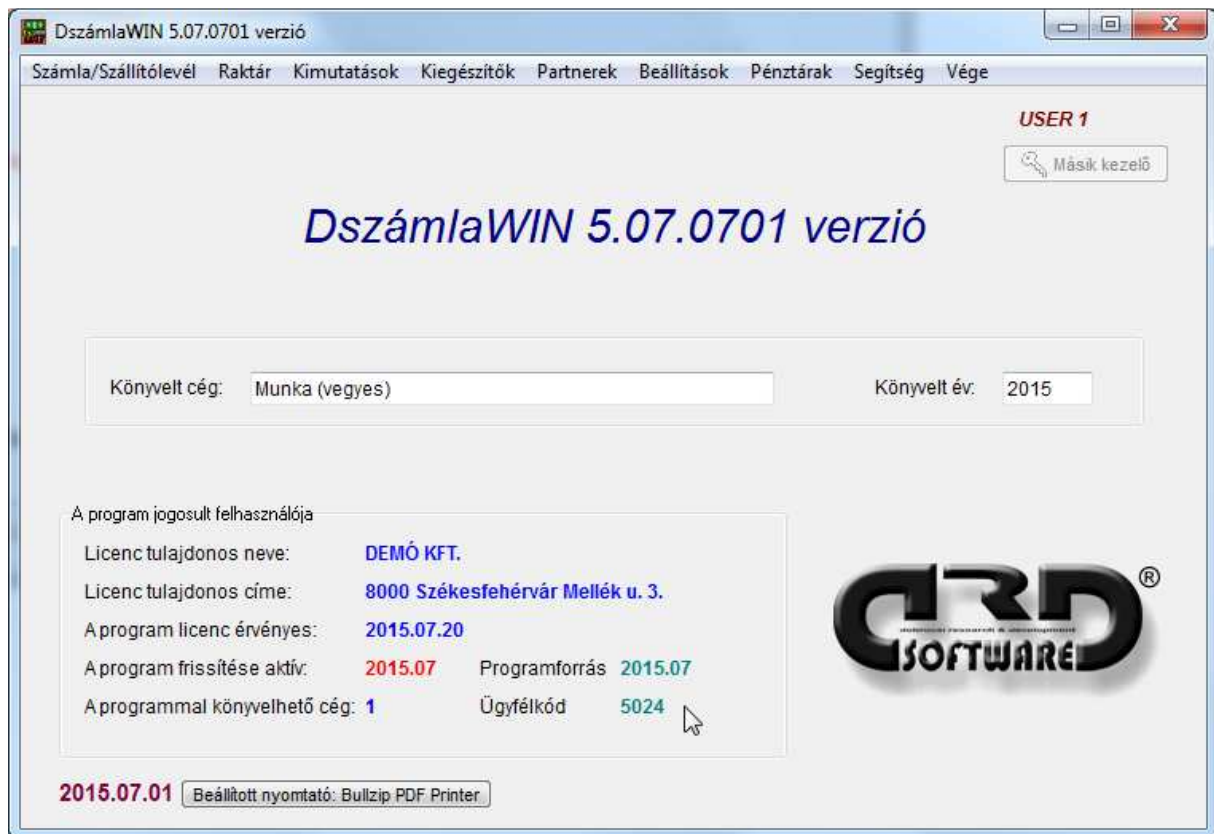 DszámlaWIN 5.07.0701 verzió
Számla/Szállítólevél Raktár Kimutatások Kiegészítők Partnerek Beállítások Pénztárak Segítség Vége
USER 1
Másik kezelő
DszámlaWIN 5.07.0701 verzió
Könyvelt cég: Munka (vegyes) Könyvelt év: 2015
A program jogosult felhasználója
Licenc tulajdonos neve: DEMÓ KFT.
Licenc tulajdonos címe: 8000 Székesfehérvár Mellék u. 3.
A program licenc érvényes: 2015.07.20
A program frissítése aktív: 2015.07 Programforrás 2015.07
A programmal könyvelhető cég: 1 Ügyfélkód 5024
DRD ®
SOFTWARE
2015.07.01 Beállított nyomtató: Bullzip PDF Printer